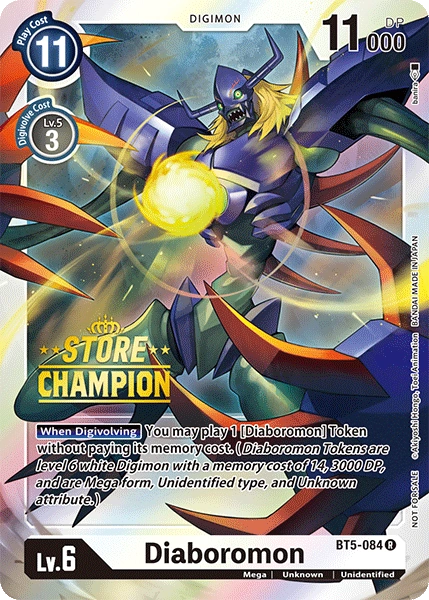 DIGIMON
Play Cost
11
11000
DP
Digivolve Cost
Lv.5
3
banira
STORE
CHAMPION
When Digivolving You may play 1 [Diaboromon] Token
without paying its memory cost. (Diaboromon Tokens are
level 6 white Digimon with a memory cost of 14, 3000 DP,
and are Mega form, Unidentified type, and Unknown
attribute.)
NOT FOR SALE © Akiyoshi Hongo, Toei Animation BANDAI MADE IN JAPAN
Lv.6
Diaboromon
BT5-084 R
Mega | Unknown | Unidentified